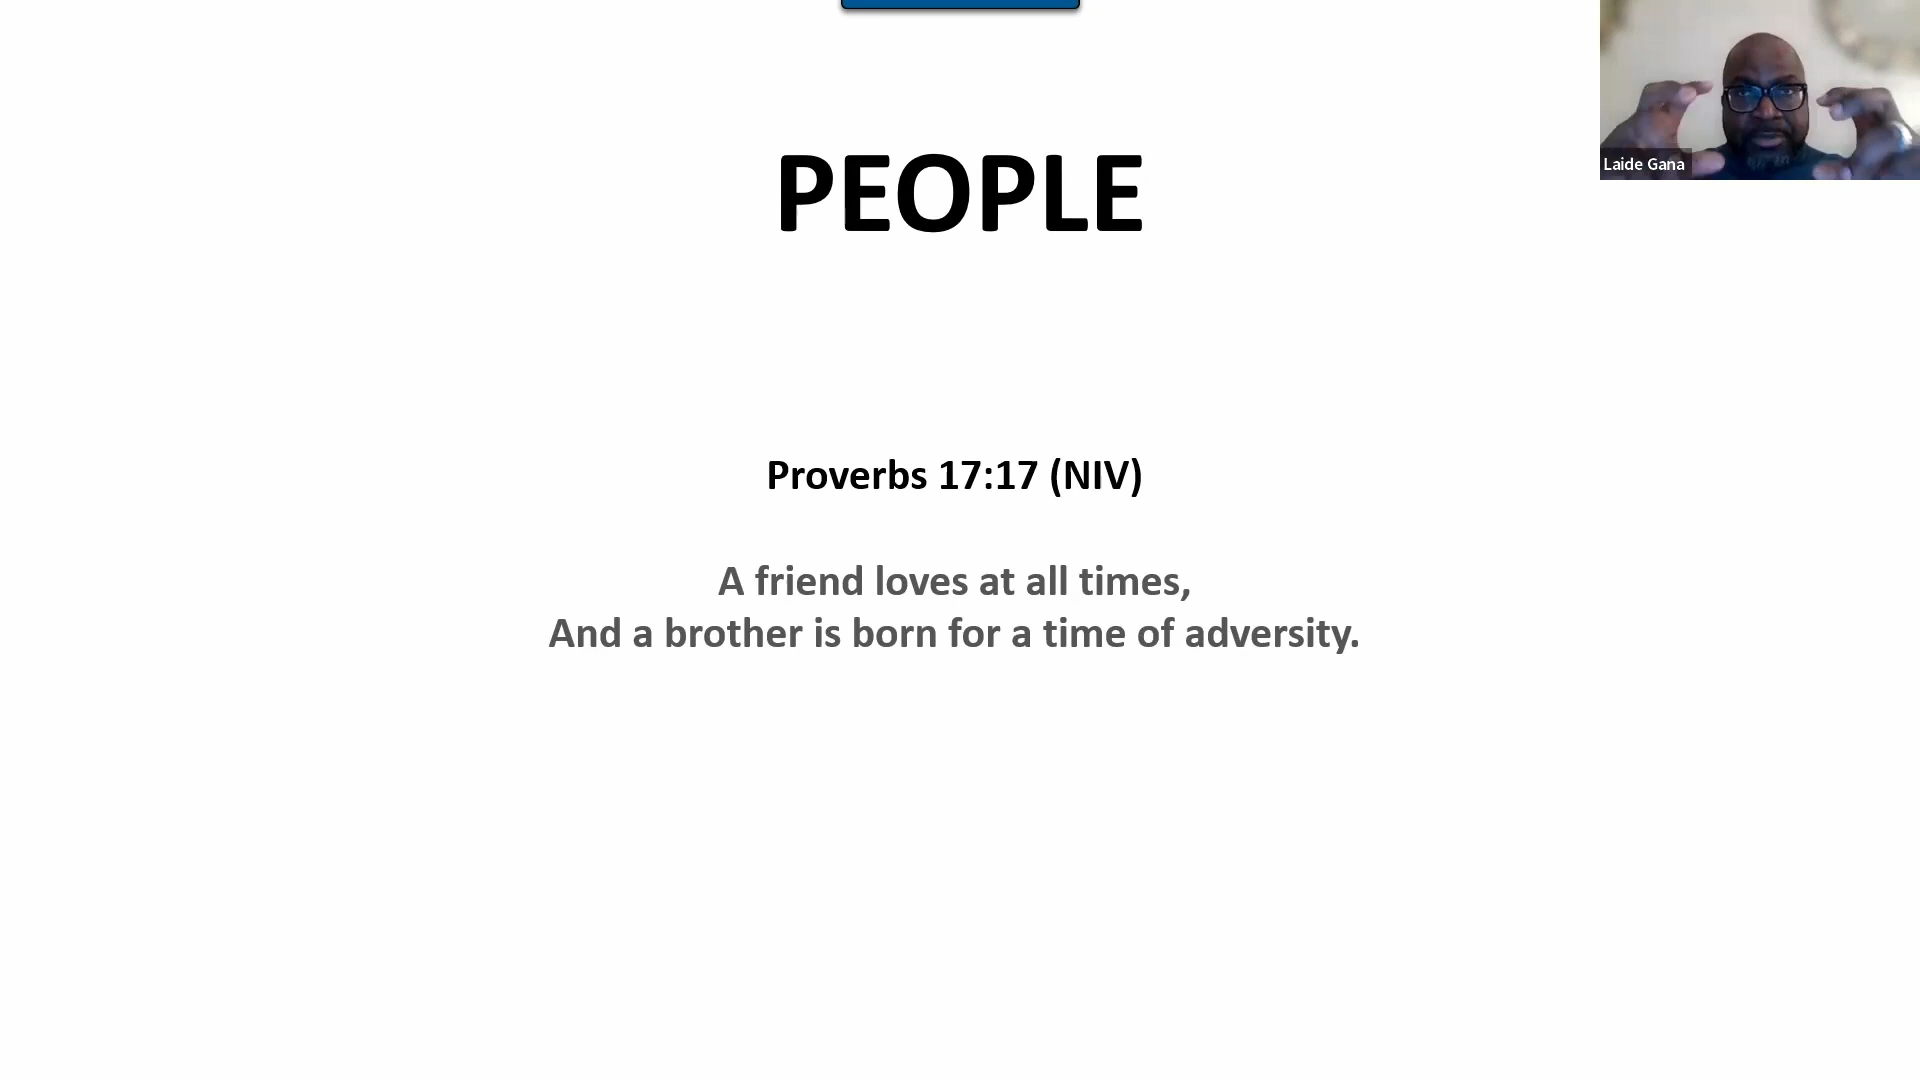 PEOPLE
Laide Gana
Proverbs 17:17 (NIV)
A friend loves at all times,
And a brother is born for a time of adversity.